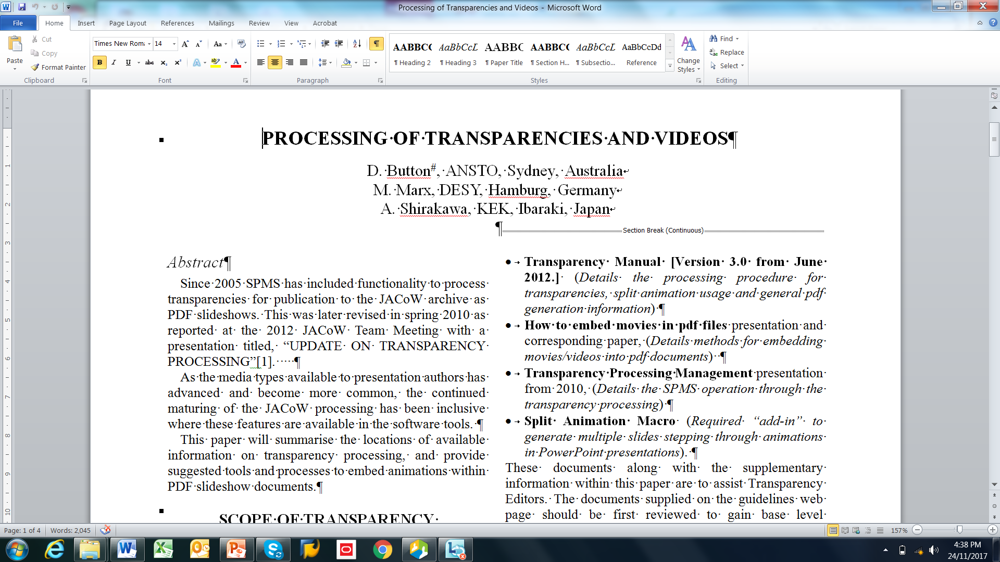 Processing of Transparencies and Videos - Microsoft Word
File Home Insert Page Layout References Mailings Review View Acrobat
Paste
Cut
Copy
Format Painter
Clipboard
Times New Roma 14
Font
Paragraph
AABBCC AaBbCcL AABBC AABBCC AaBbCcL AaBbCcDd
¶ Heading 2 ¶ Heading 3 ¶ Paper Title ¶ Section H... ¶ Subsectio... Reference
Change
Styles
Styles
Find
Replace
Select
Editing
PROCESSING·OF·TRANSPARENCIES·AND·VIDEOS¶
D.·Button#,·ANSTO,·Sydney,·Australia
M.·Marx,·DESY,·Hamburg,·Germany
A.·Shirakawa,·KEK,·Ibaraki,·Japan
¶ Section Break (Continuous)
Abstract¶
Since·2005·SPMS·has·included·functionality·to·process·
transparencies·for·publication·to·the·JACoW·archive·as·
PDF·slideshows.·This·was·later·revised·in·spring·2010·as·
reported·at·the·2012·JACoW·Team·Meeting·with·a·
presentation·titled,·“UPDATE·ON·TRANSPARENCY·
PROCESSING”[1].·····¶
As·the·media·types·available·to·presentation·authors·has·
advanced·and·become·more·common,·the·continued·
maturing·of·the·JACoW·processing·has·been·inclusive·
where·these·features·are·available·in·the·software·tools.·¶
This·paper·will·summarise·the·locations·of·available·
information·on·transparency·processing,·and·provide·
suggested·tools·and·processes·to·embed·animations·within·
PDF·slideshow·documents.¶
SCOPE·OF·TRANSPARENCY·
•→Transparency·Manual·[Version·3.0·from·June·
2012.]·(Details·the·processing·procedure·for·
transparencies,·split·animation·usage·and·general·pdf·
generation·information)·¶
•→How·to·embed·movies·in·pdf·files·presentation·and·
corresponding·paper,·(Details·methods·for·embedding·
movies/videos·into·pdf·documents)··¶
•→Transparency·Processing·Management·presentation·
from·2010,·(Details·the·SPMS·operation·through·the·
transparency·processing)·¶
•→Split·Animation·Macro·(Required·“add-in”·to·
generate·multiple·slides·stepping·through·animations·
in·PowerPoint·presentations).·¶
These·documents·along·with·the·supplementary·
information·within·this·paper·are·to·assist·Transparency·
Editors.·The·documents·supplied·on·the·guidelines·web·
page·should·be·first·reviewed·to·gain·base·level·
Page: 1 of 4 Words: 2,045 157%
4:38 PM
24/11/2017